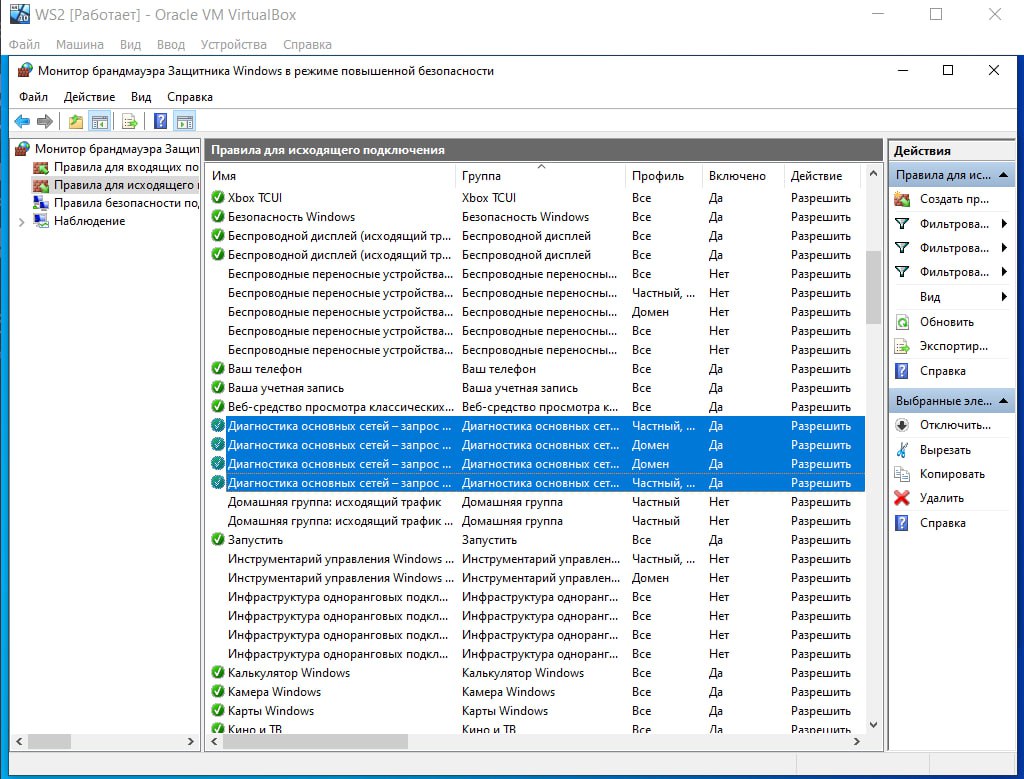 WS2 [Работает] - Oracle VM VirtualBox
Файл Машина Вид Ввод Устройства Справка
Монитор брандмауэра Защитника Windows в режиме повышенной безопасности
Файл Действие Вид Справка
Монитор брандмауэра Защит
Правила для входящих по
Правила для исходящего
Правила безопасности по
Наблюдение
Правила для исходящего подключения
Имя Группа Профиль Включено Действие
Xbox TCUI Xbox TCUI Все Да Разрешить
Безопасность Windows Безопасность Windows Все Да Разрешить
Беспроводной дисплей (исходящий тр... Беспроводной дисплей Все Да Разрешить
Беспроводной дисплей (исходящий тр... Беспроводной дисплей Все Да Разрешить
Беспроводные переносные устройства... Беспроводные переносны... Все Нет Разрешить
Беспроводные переносные устройства... Беспроводные переносны... Частный, ... Нет Разрешить
Беспроводные переносные устройства... Беспроводные переносны... Домен Нет Разрешить
Беспроводные переносные устройства... Беспроводные переносны... Все Нет Разрешить
Беспроводные переносные устройства... Беспроводные переносны... Все Нет Разрешить
Ваш телефон Ваш телефон Все Да Разрешить
Ваша учетная запись Ваша учетная запись Все Да Разрешить
Веб-средство просмотра классических... Веб-средство просмотра к... Все Да Разрешить
Диагностика основных сетей – запрос ... Диагностика основных сет... Частный, ... Да Разрешить
Диагностика основных сетей – запрос ... Диагностика основных сет... Домен Да Разрешить
Диагностика основных сетей – запрос ... Диагностика основных сет... Домен Да Разрешить
Диагностика основных сетей – запрос ... Диагностика основных сет... Частный, ... Да Разрешить
Домашняя группа: исходящий трафик Домашняя группа Частный Нет Разрешить
Домашняя группа: исходящий трафик ... Домашняя группа Частный Нет Разрешить
Запустить Запустить Все Да Разрешить
Инструментарий управления Windows ... Инструментарий управлен... Частный, ... Нет Разрешить
Инструментарий управления Windows ... Инструментарий управлен... Домен Нет Разрешить
Инфраструктура одноранговых подкл... Инфраструктура одноранг... Все Нет Разрешить
Инфраструктура одноранговых подкл... Инфраструктура одноранг... Все Нет Разрешить
Инфраструктура одноранговых подкл... Инфраструктура одноранг... Все Нет Разрешить
Инфраструктура одноранговых подкл... Инфраструктура одноранг... Все Нет Разрешить
Калькулятор Windows Калькулятор Windows Все Да Разрешить
Камера Windows Камера Windows Все Да Разрешить
Карты Windows Карты Windows Все Да Разрешить
Кино и ТВ Кино и ТВ Все Да Разрешить
Действия
Правила для ис...
Создать пр...
Фильтрова...
Фильтрова...
Фильтрова...
Вид
Обновить
Экспортир...
Справка
Выбранные эле...
Отключить...
Вырезать
Копировать
Удалить
Справка